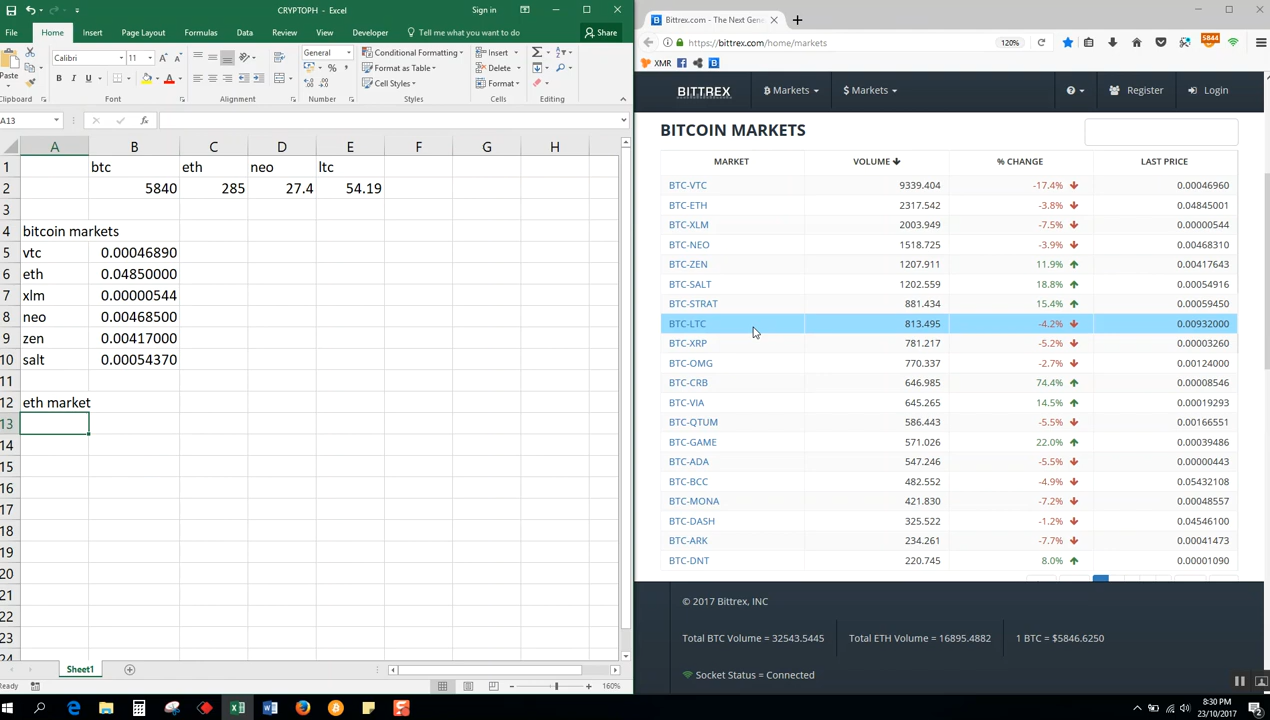 CRYPTOPH - Excel
Sign in
File Home Insert Page Layout Formulas Data Review View Developer Tell me what you want to do Share
Paste Calibri 11 General Conditional Formatting Insert
B I U A Format as Table Delete
Cell Styles Format
Clipboard Font Alignment Number Styles Cells Editing
A13 fx
A B C D E F G H
1 btc eth neo ltc
2 5840 285 27.4 54.19
3
4 bitcoin markets
5 vtc 0.00046890
6 eth 0.04850000
7 xlm 0.00000544
8 neo 0.00468500
9 zen 0.00417000
10 salt 0.00054370
11
12 eth market
13
14
15
16
17
18
19
20
21
22
23
24
Sheet1
Ready 160%
Bittrex.com - The Next Gene
https://bittrex.com/home/markets 120% 5844
XMR
BITTREX Markets $ Markets Register Login
BITCOIN MARKETS
MARKET VOLUME % CHANGE LAST PRICE
BTC-VTC 9339.404 -17.4% 0.00046960
BTC-ETH 2317.542 -3.8% 0.04845001
BTC-XLM 2003.949 -7.5% 0.00000544
BTC-NEO 1518.725 -3.9% 0.00468310
BTC-ZEN 1207.911 11.9% 0.00417643
BTC-SALT 1202.559 18.8% 0.00054916
BTC-STRAT 881.434 15.4% 0.00059450
BTC-LTC 813.495 -4.2% 0.00932000
BTC-XRP 781.217 -5.2% 0.00003260
BTC-OMG 770.337 -2.7% 0.00124000
BTC-CRB 646.985 74.4% 0.00008546
BTC-VIA 645.265 14.5% 0.00019293
BTC-QTUM 586.443 -5.5% 0.00166551
BTC-GAME 571.026 22.0% 0.00039486
BTC-ADA 547.246 -5.5% 0.00000443
BTC-BCC 482.552 -4.9% 0.05432108
BTC-MONA 421.830 -7.2% 0.00048557
BTC-DASH 325.522 -1.2% 0.04546100
BTC-ARK 234.261 -7.7% 0.00041473
BTC-DNT 220.745 8.0% 0.00001090
© 2017 Bittrex, INC
Total BTC Volume = 32543.5445 Total ETH Volume = 16895.4882 1 BTC = $5846.6250
Socket Status = Connected
8:30 PM
23/10/2017